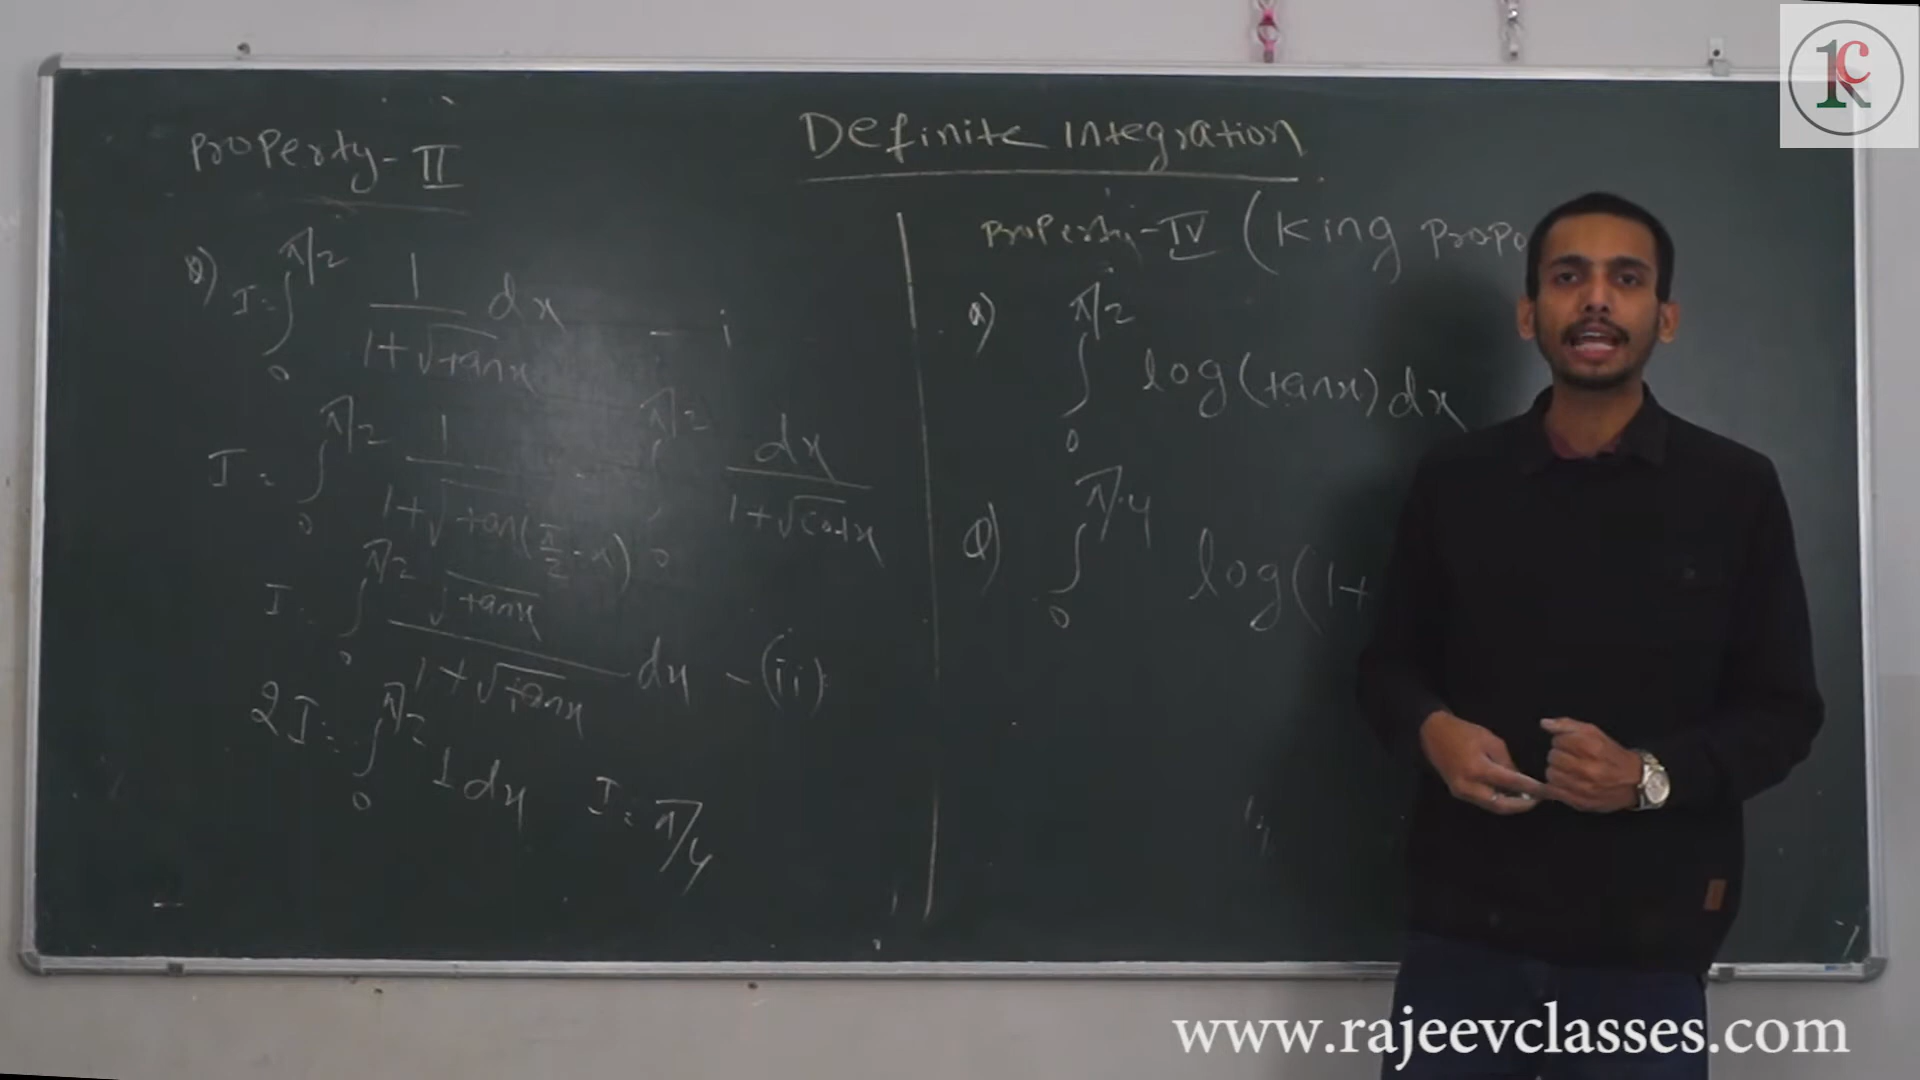 Definite Integration
Property-II
Q) I = ∫₀^{π/2} 1/(1+√tanx) dx - i
I = ∫₀^{π/2} 1/(1+√tan(π/2-x)) = ∫₀^{π/2} dx/(1+√cotx)
I = ∫₀^{π/2} √tanx/(1+√tanx) dx - (ii)
2I = ∫₀^{π/2} 1 dx I = π/4
Property-IV (King prope
Q) ∫₀^{π/2} log(tanx) dx
Q) ∫₀^{π/4} log(1+
1cR
www.rajeevclasses.com